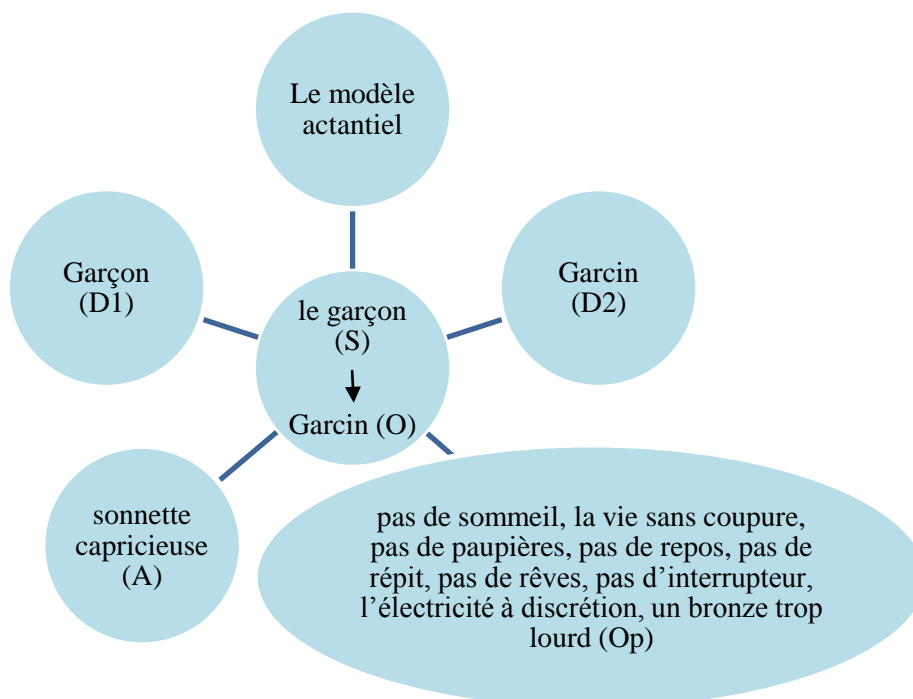 Le modèle
actantiel
Garçon
(D1)
Garcin
(D2)
le garçon
(S)
Garcin (O)
sonnette
capricieuse
(A)
pas de sommeil, la vie sans coupure,
pas de paupières, pas de repos, pas de
répit, pas de rêves, pas d’interrupteur,
l’électricité à discrétion, un bronze trop
lourd (Op)